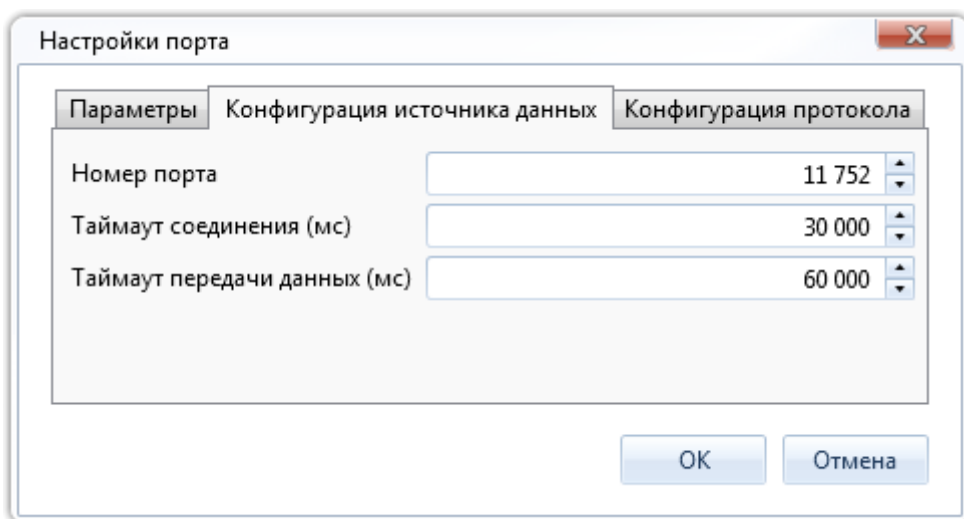 Настройки порта
Параметры Конфигурация источника данных Конфигурация протокола
Номер порта 11 752
Таймаут соединения (мс) 30 000
Таймаут передачи данных (мс) 60 000
ОК Отмена